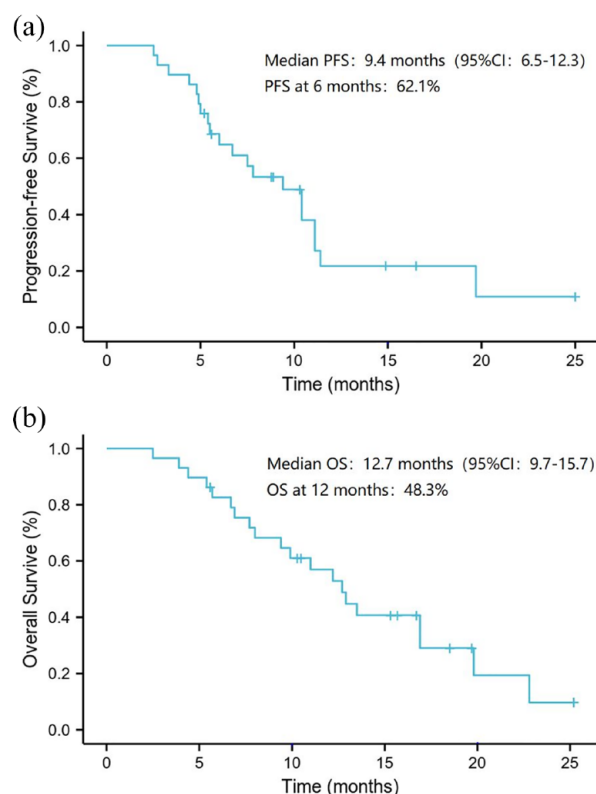 (a)
Progression-free Survive (%)
1.0
0.8
0.6
0.4
0.2
0.0
Median PFS: 9.4 months (95%CI: 6.5-12.3)
PFS at 6 months: 62.1%
0 5 10 15 20 25
Time (months)
(b)
Overall Survive (%)
1.0
0.8
0.6
0.4
0.2
0.0
Median OS: 12.7 months (95%CI: 9.7-15.7)
OS at 12 months: 48.3%
0 5 10 15 20 25
Time (months)